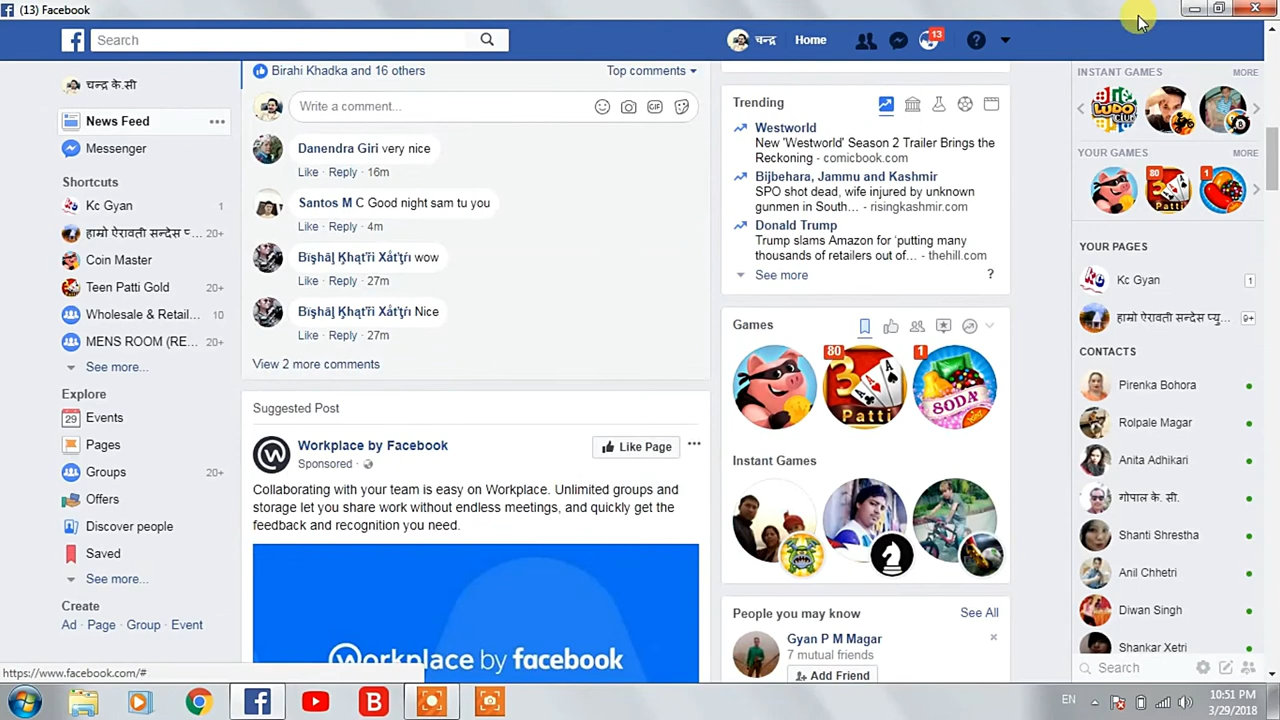 (13) Facebook
Search
चन्द्र
Home
13
चन्द्र के.सी
News Feed
Messenger
Shortcuts
Kc Gyan 1
हाम्रो ऐरावती सन्देस प्... 20+
Coin Master
Teen Patti Gold 20+
Wholesale & Retail... 10
MENS ROOM (RE... 20+
See more...
Explore
29 Events
Pages
Groups 20+
Offers
Discover people
Saved
See more...
Create
Ad · Page · Group · Event
https://www.facebook.com/#
Birahi Khadka and 16 others
Top comments
Write a comment...
GIF
Danendra Giri very nice
Like · Reply · 16m
Santos M C Good night sam tu you
Like · Reply · 4m
wow
Like · Reply · 27m
Nice
Like · Reply · 27m
View 2 more comments
Suggested Post
Workplace by Facebook
Sponsored ·
Like Page
Collaborating with your team is easy on Workplace. Unlimited groups and
storage let you share work without endless meetings, and quickly get the
feedback and recognition you need.
workplace by facebook
Trending
Westworld
New 'Westworld' Season 2 Trailer Brings the
Reckoning - comicbook.com
Bijbehara, Jammu and Kashmir
SPO shot dead, wife injured by unknown
gunmen in South... - risingkashmir.com
Donald Trump
Trump slams Amazon for 'putting many
thousands of retailers out of... - thehill.com
See more
?
Games
80
1
3
Patti
SODA
Instant Games
People you may know
See All
Gyan P M Magar
7 mutual friends
Add Friend
INSTANT GAMES
MORE
LUDO
CLUB
8
YOUR GAMES
MORE
80
3
Patti
1
YOUR PAGES
KC
Kc Gyan 1
हाम्रो ऐरावती सन्देस प्यु... 9+
CONTACTS
Pirenka Bohora
Rolpale Magar
Anita Adhikari
गोपाल के. सी.
Shanti Shrestha
Anil Chhetri
Diwan Singh
Shankar Xetri
Search
EN
10:51 PM
3/29/2018